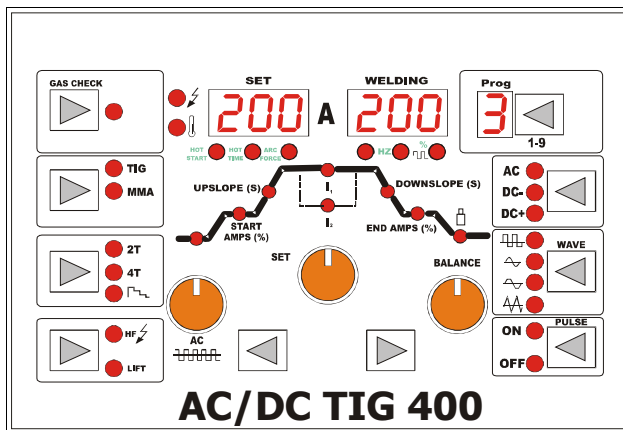 GAS CHECK
SET
WELDING
Prog
200
A
200
3
1-9
HOT START
HOT TIME
ARC FORCE
HZ
%
TIG
MMA
UPSLOPE (S)
I1
DOWNSLOPE (S)
AC
DC-
DC+
START AMPS (%)
I2
END AMPS (%)
2T
4T
SET
BALANCE
WAVE
HF
LIFT
AC
ON
PULSE
OFF
AC/DC TIG 400